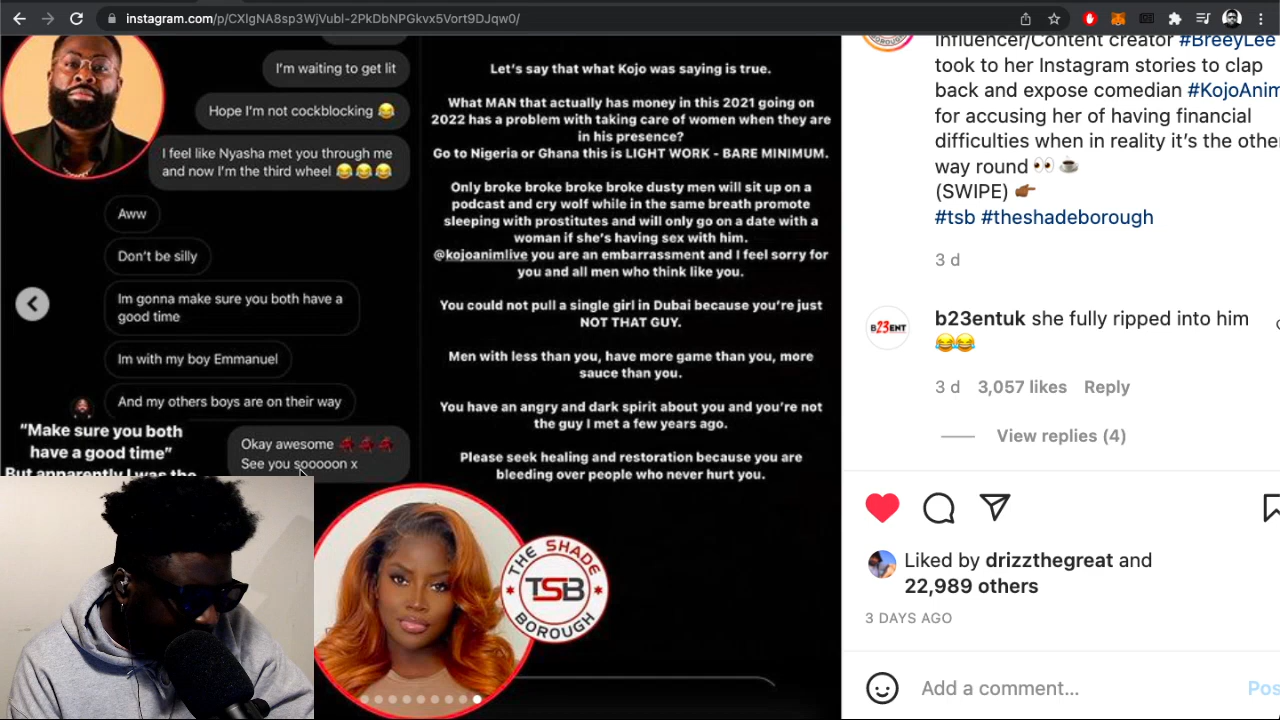 instagram.com/p/CXIgNA8sp3WjVubl-2PkDbNPGkvx5Vort9DJqw0/
I'm waiting to get lit
Hope I'm not cockblocking 😂
I feel like Nyasha met you through me
and now I'm the third wheel 😂😂😂
Aww
Don't be silly
Im gonna make sure you both have a
good time
Im with my boy Emmanuel
And my others boys are on their way
"Make sure you both
have a good time"
But apparently I was the
Okay awesome 💃🏿💃🏿💃🏿
See you sooooon x
Let's say that what Kojo was saying is true.
What MAN that actually has money in this 2021 going on
2022 has a problem with taking care of women when they are
in his presence?
Go to Nigeria or Ghana this is LIGHT WORK - BARE MINIMUM.
Only broke broke broke broke dusty men will sit up on a
podcast and cry wolf while in the same breath promote
sleeping with prostitutes and will only go on a date with a
woman if she's having sex with him.
@kojoanimlive you are an embarrassment and I feel sorry for
you and all men who think like you.
You could not pull a single girl in Dubai because you're just
NOT THAT GUY.
Men with less than you, have more game than you, more
sauce than you.
You have an angry and dark spirit about you and you're not
the guy I met a few years ago.
Please seek healing and restoration because you are
bleeding over people who never hurt you.
THE SHADE
TSB
BOROUGH
Influencer/Content creator #BreeyLee
took to her Instagram stories to clap
back and expose comedian #KojoAnim
for accusing her of having financial
difficulties when in reality it's the other
way round 👀 ☕
(SWIPE) 👉🏾
#tsb #theshadeborough
3 d
B23ENT
b23entuk she fully ripped into him
😂😂
3 d 3,057 likes Reply
View replies (4)
Liked by drizzthegreat and
22,989 others
3 DAYS AGO
Add a comment...
Pos